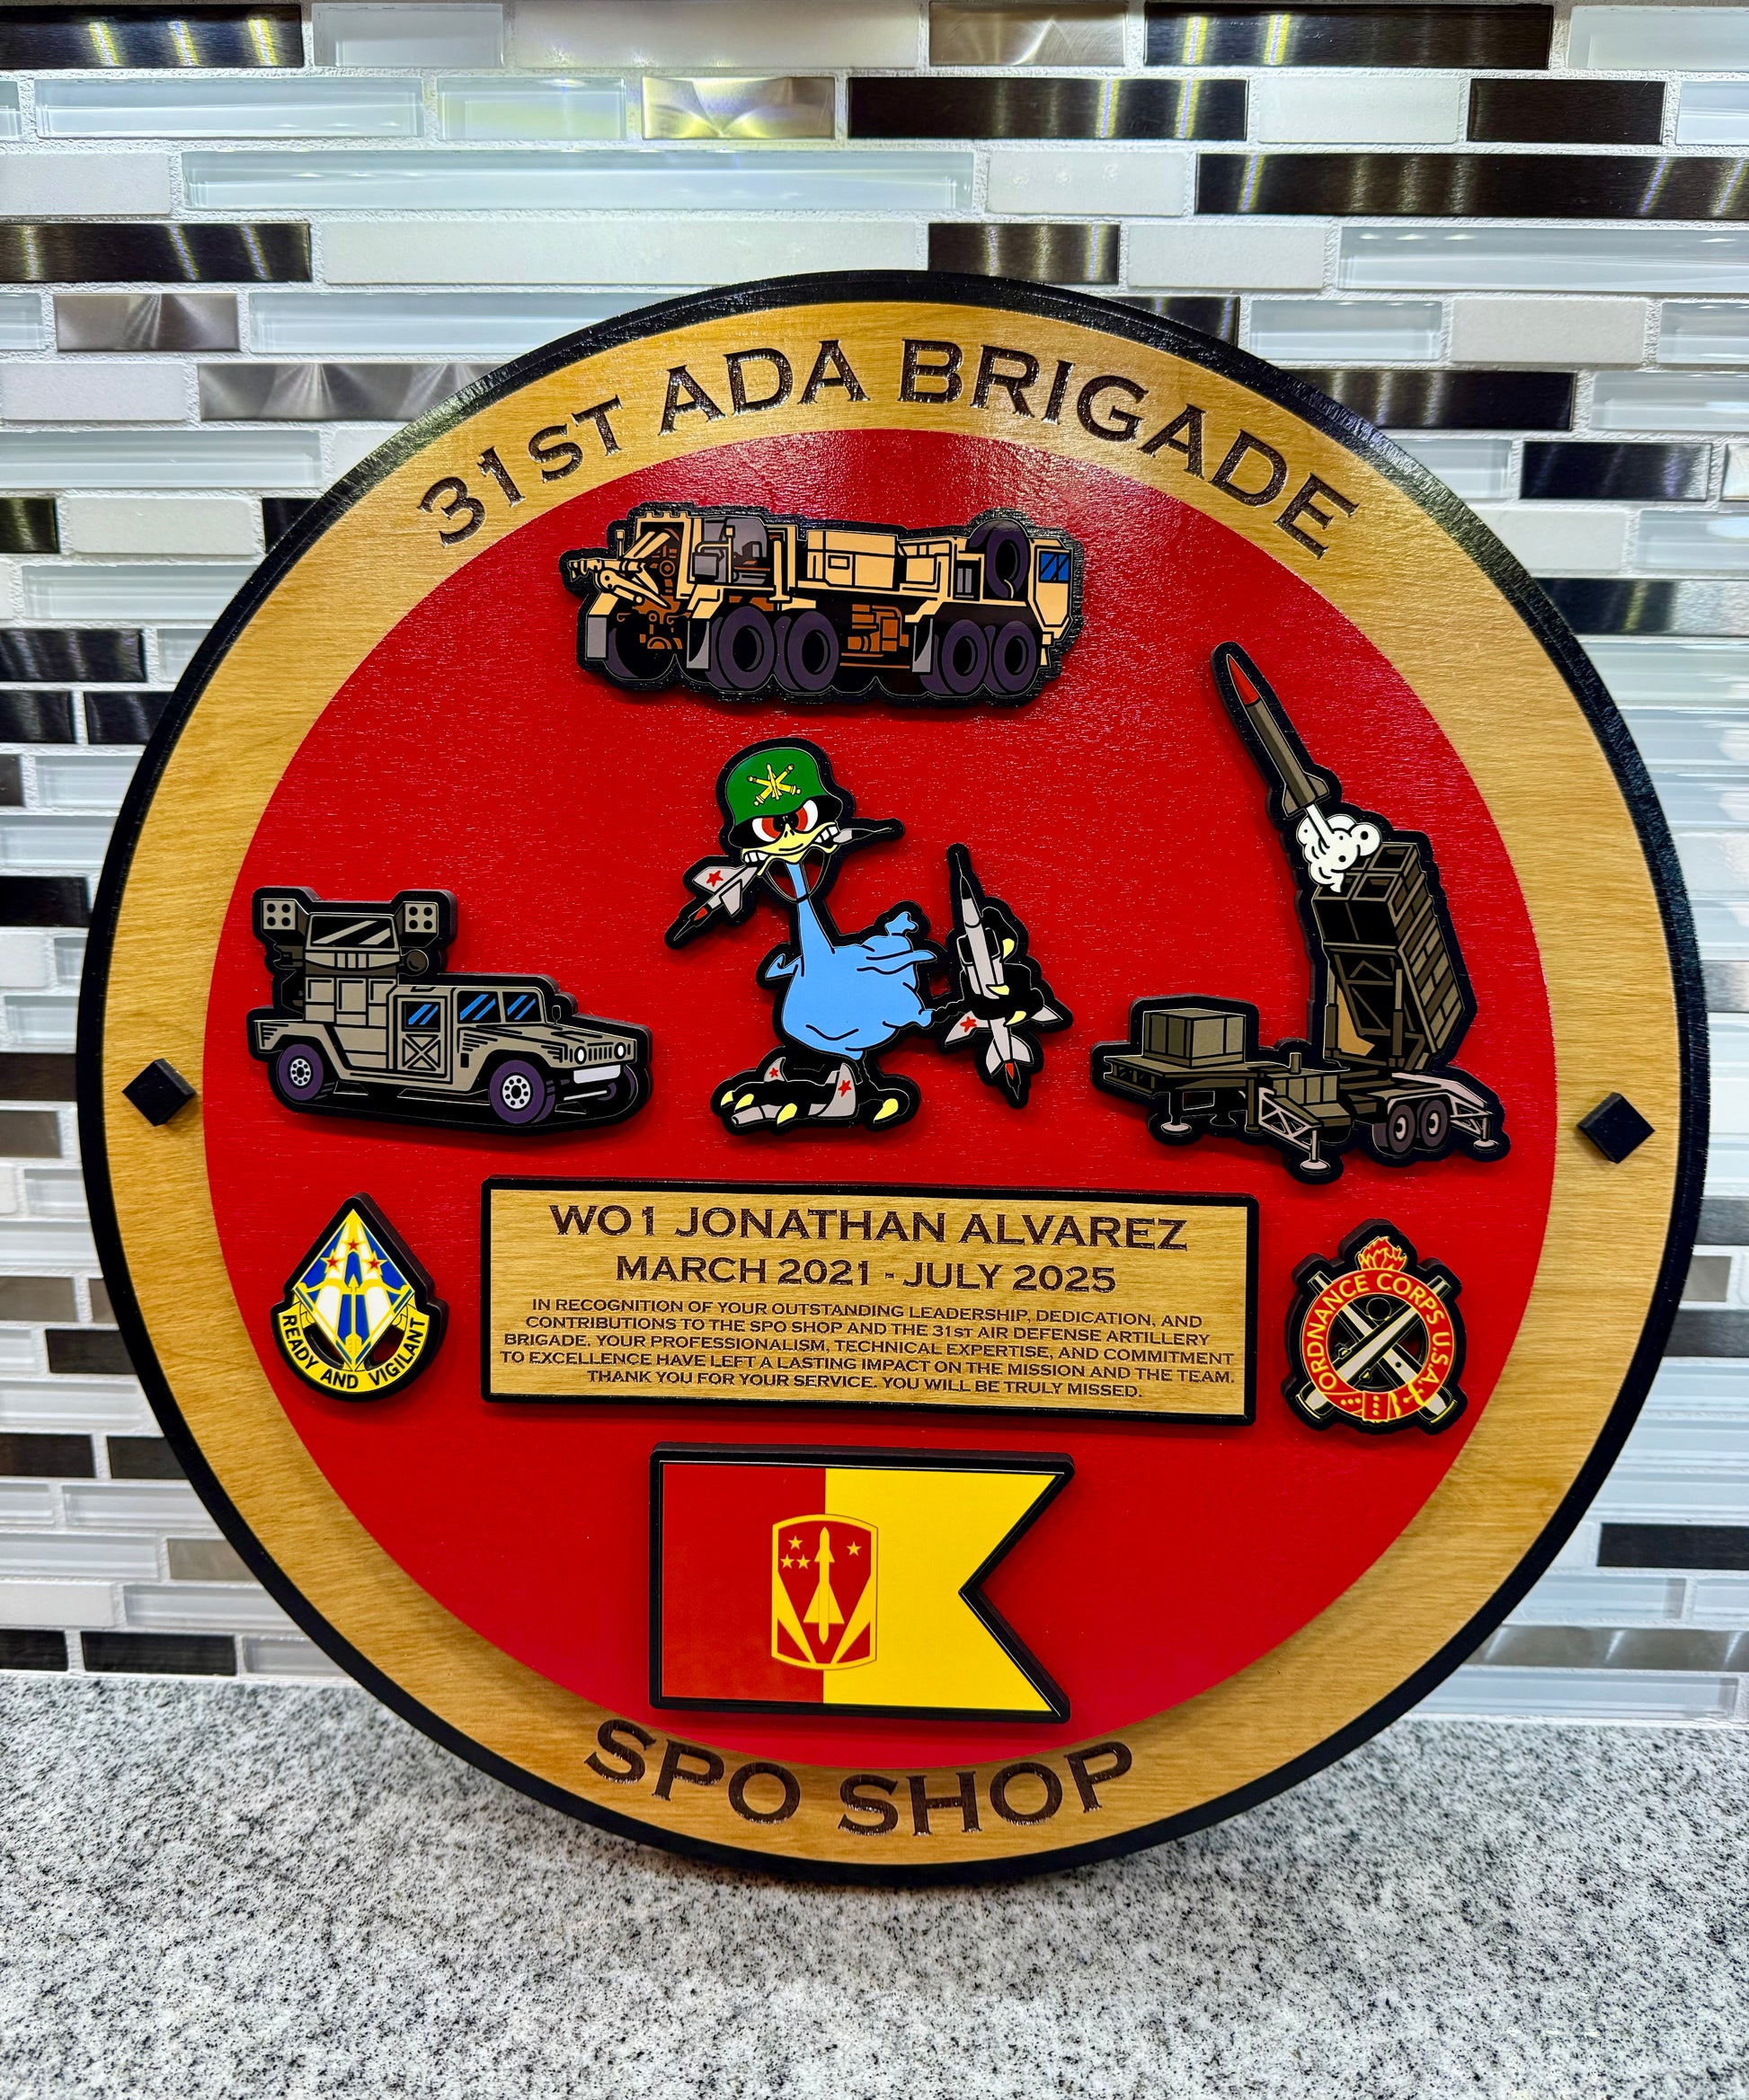 31ST ADA BRIGADE
WO1 JONATHAN ALVAREZ
MARCH 2021 - JULY 2025
IN RECOGNITION OF YOUR OUTSTANDING LEADERSHIP, DEDICATION, AND
CONTRIBUTIONS TO THE SPO SHOP AND THE 31ST AIR DEFENSE ARTILLERY
BRIGADE. YOUR PROFESSIONALISM, TECHNICAL EXPERTISE, AND COMMITMENT
TO EXCELLENCE HAVE LEFT A LASTING IMPACT ON THE MISSION AND THE TEAM.
THANK YOU FOR YOUR SERVICE. YOU WILL BE TRULY MISSED.
READY AND VIGILANT
ORDNANCE CORPS U.S.A.
SPO SHOP